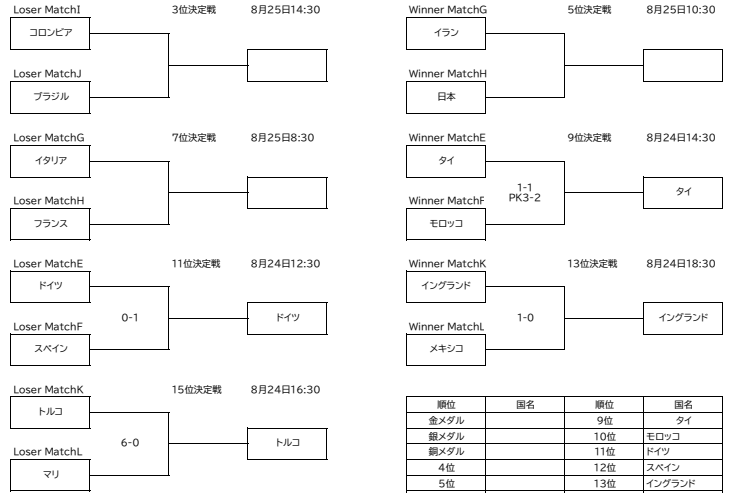 Loser MatchI 3位決定戦 8月25日14:30
コロンビア
Loser MatchJ
ブラジル
Winner MatchG 5位決定戦 8月25日10:30
イラン
Winner MatchH
日本
Loser MatchG 7位決定戦 8月25日8:30
イタリア
Loser MatchH
フランス
Winner MatchE 9位決定戦 8月24日14:30
タイ
1-1
PK3-2
タイ
Winner MatchF
モロッコ
Loser MatchE 11位決定戦 8月24日12:30
ドイツ
0-1
ドイツ
Loser MatchF
スペイン
Winner MatchK 13位決定戦 8月24日18:30
イングランド
1-0
イングランド
Winner MatchL
メキシコ
Loser MatchK 15位決定戦 8月24日16:30
トルコ
6-0
トルコ
Loser MatchL
マリ
順位 国名 順位 国名
金メダル 9位 タイ
銀メダル 10位 モロッコ
銅メダル 11位 ドイツ
4位 12位 スペイン
5位 13位 イングランド